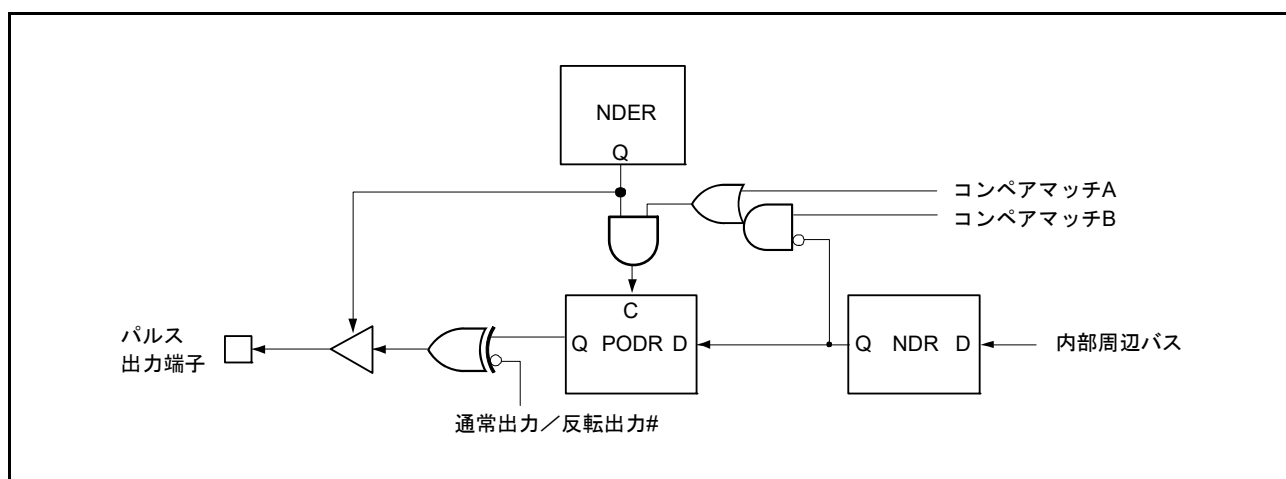 NDER
Q
コンペアマッチA
コンペアマッチB
C
Q PODR D
Q NDR D
内部周辺バス
パルス
出力端子
通常出力／反転出力#